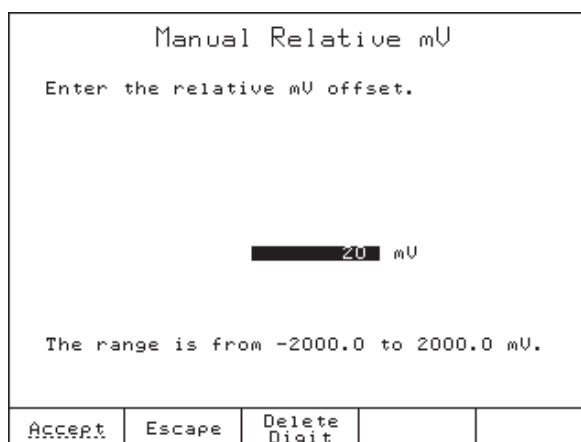 Manual Relative mV
Enter the relative mV offset.
20 mV
The range is from -2000.0 to 2000.0 mV.
Accept Escape Delete Digit